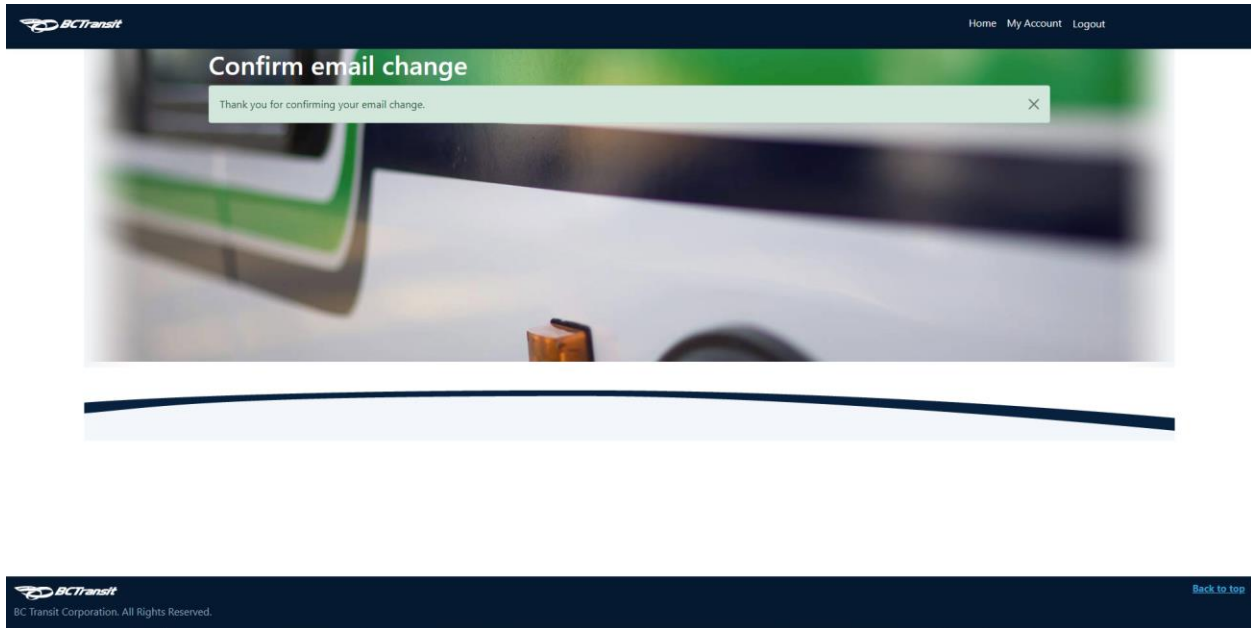 BCTransit
Home My Account Logout
Confirm email change
Thank you for confirming your email change.
BCTransit
Back to top
BC Transit Corporation. All Rights Reserved.